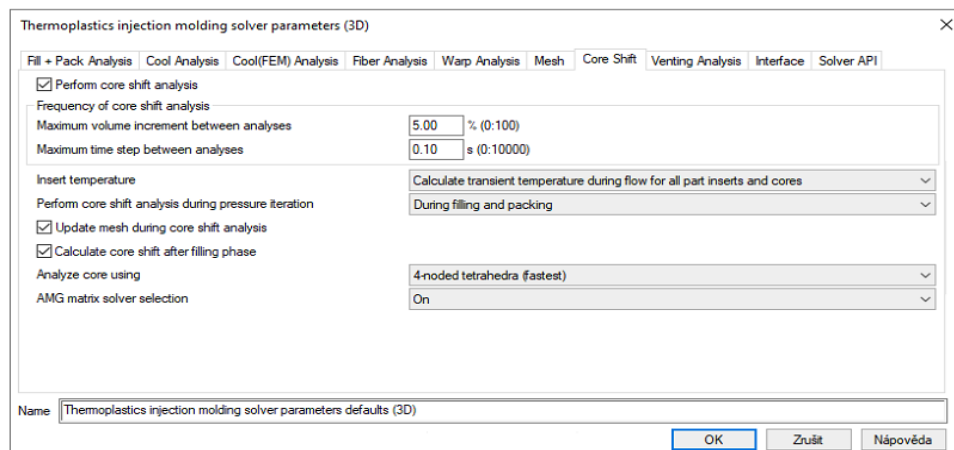 Thermoplastics injection molding solver parameters (3D)
Fill + Pack Analysis Cool Analysis Cool(FEM) Analysis Fiber Analysis Warp Analysis Mesh Core Shift Venting Analysis Interface Solver API
Perform core shift analysis
Frequency of core shift analysis
Maximum volume increment between analyses 5.00 % (0:100)
Maximum time step between analyses 0.10 s (0:10000)
Insert temperature Calculate transient temperature during flow for all part inserts and cores
Perform core shift analysis during pressure iteration During filling and packing
Update mesh during core shift analysis
Calculate core shift after filling phase
Analyze core using 4-noded tetrahedra (fastest)
AMG matrix solver selection On
Name Thermoplastics injection molding solver parameters defaults (3D)
OK Zrušit Nápověda